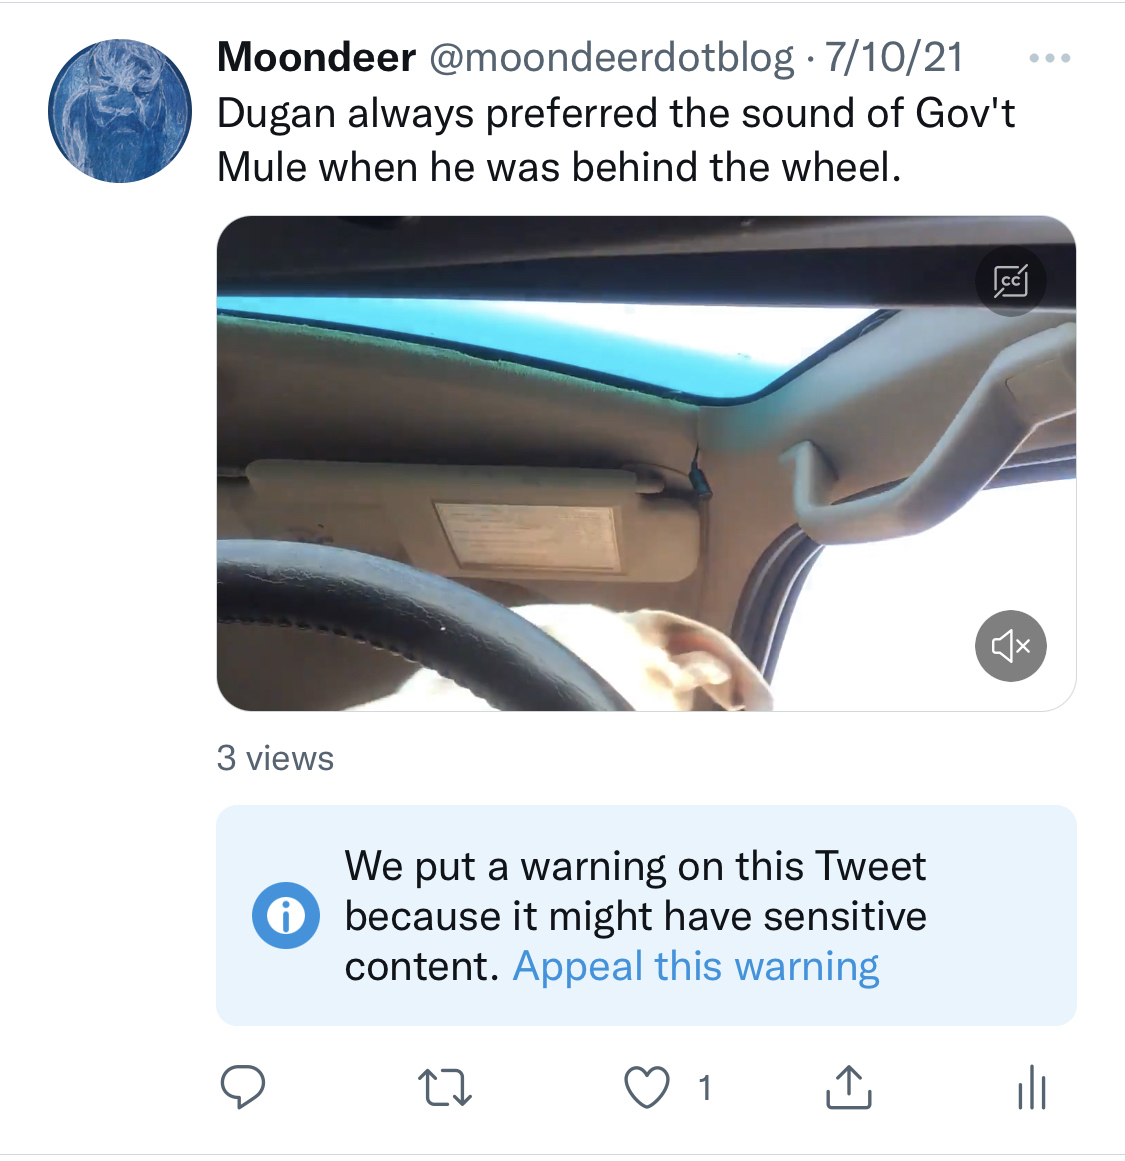 Moondeer @moondeerdotblog · 7/10/21
Dugan always preferred the sound of Gov't
Mule when he was behind the wheel.
CC
3 views
We put a warning on this Tweet
because it might have sensitive
content. Appeal this warning
1